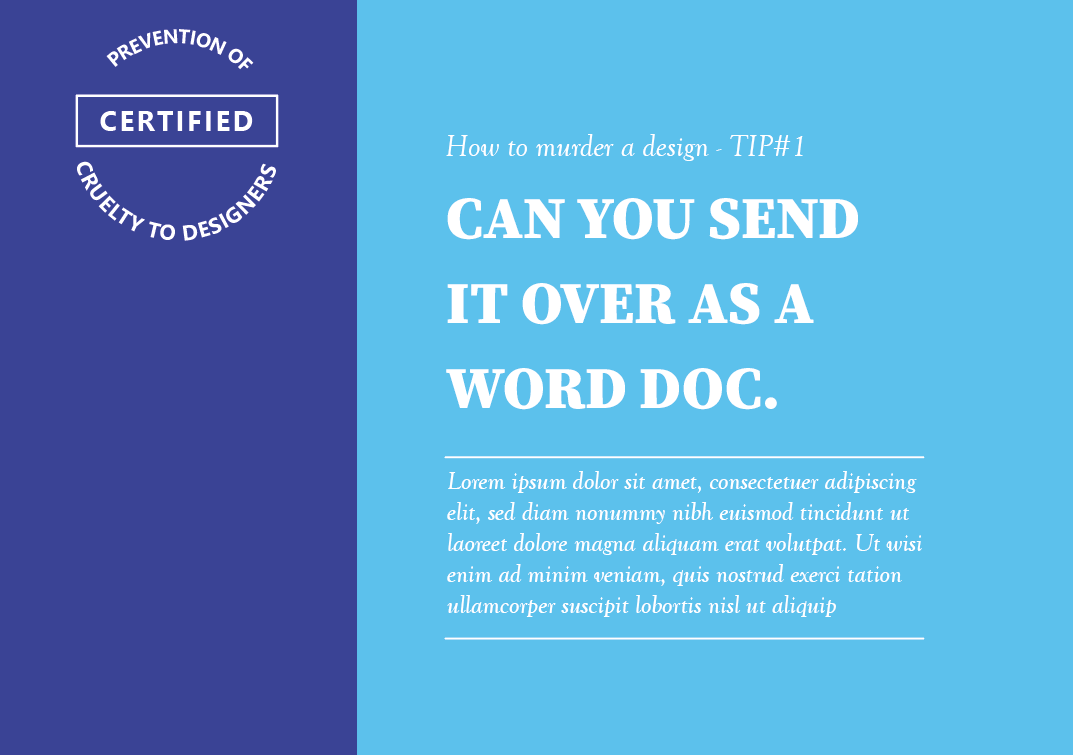 PREVENTION OF
CERTIFIED
CRUELTY TO DESIGNERS
How to murder a design - TIP#1
CAN YOU SEND
IT OVER AS A
WORD DOC.
Lorem ipsum dolor sit amet, consectetuer adipiscing
elit, sed diam nonummy nibh euismod tincidunt ut
laoreet dolore magna aliquam erat volutpat. Ut wisi
enim ad minim veniam, quis nostrud exerci tation
ullamcorper suscipit lobortis nisl ut aliquip